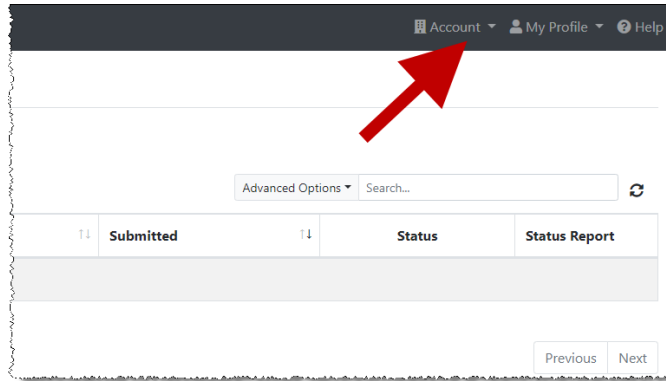 Account My Profile Help
Advanced Options Search...
Submitted Status Status Report
Previous Next